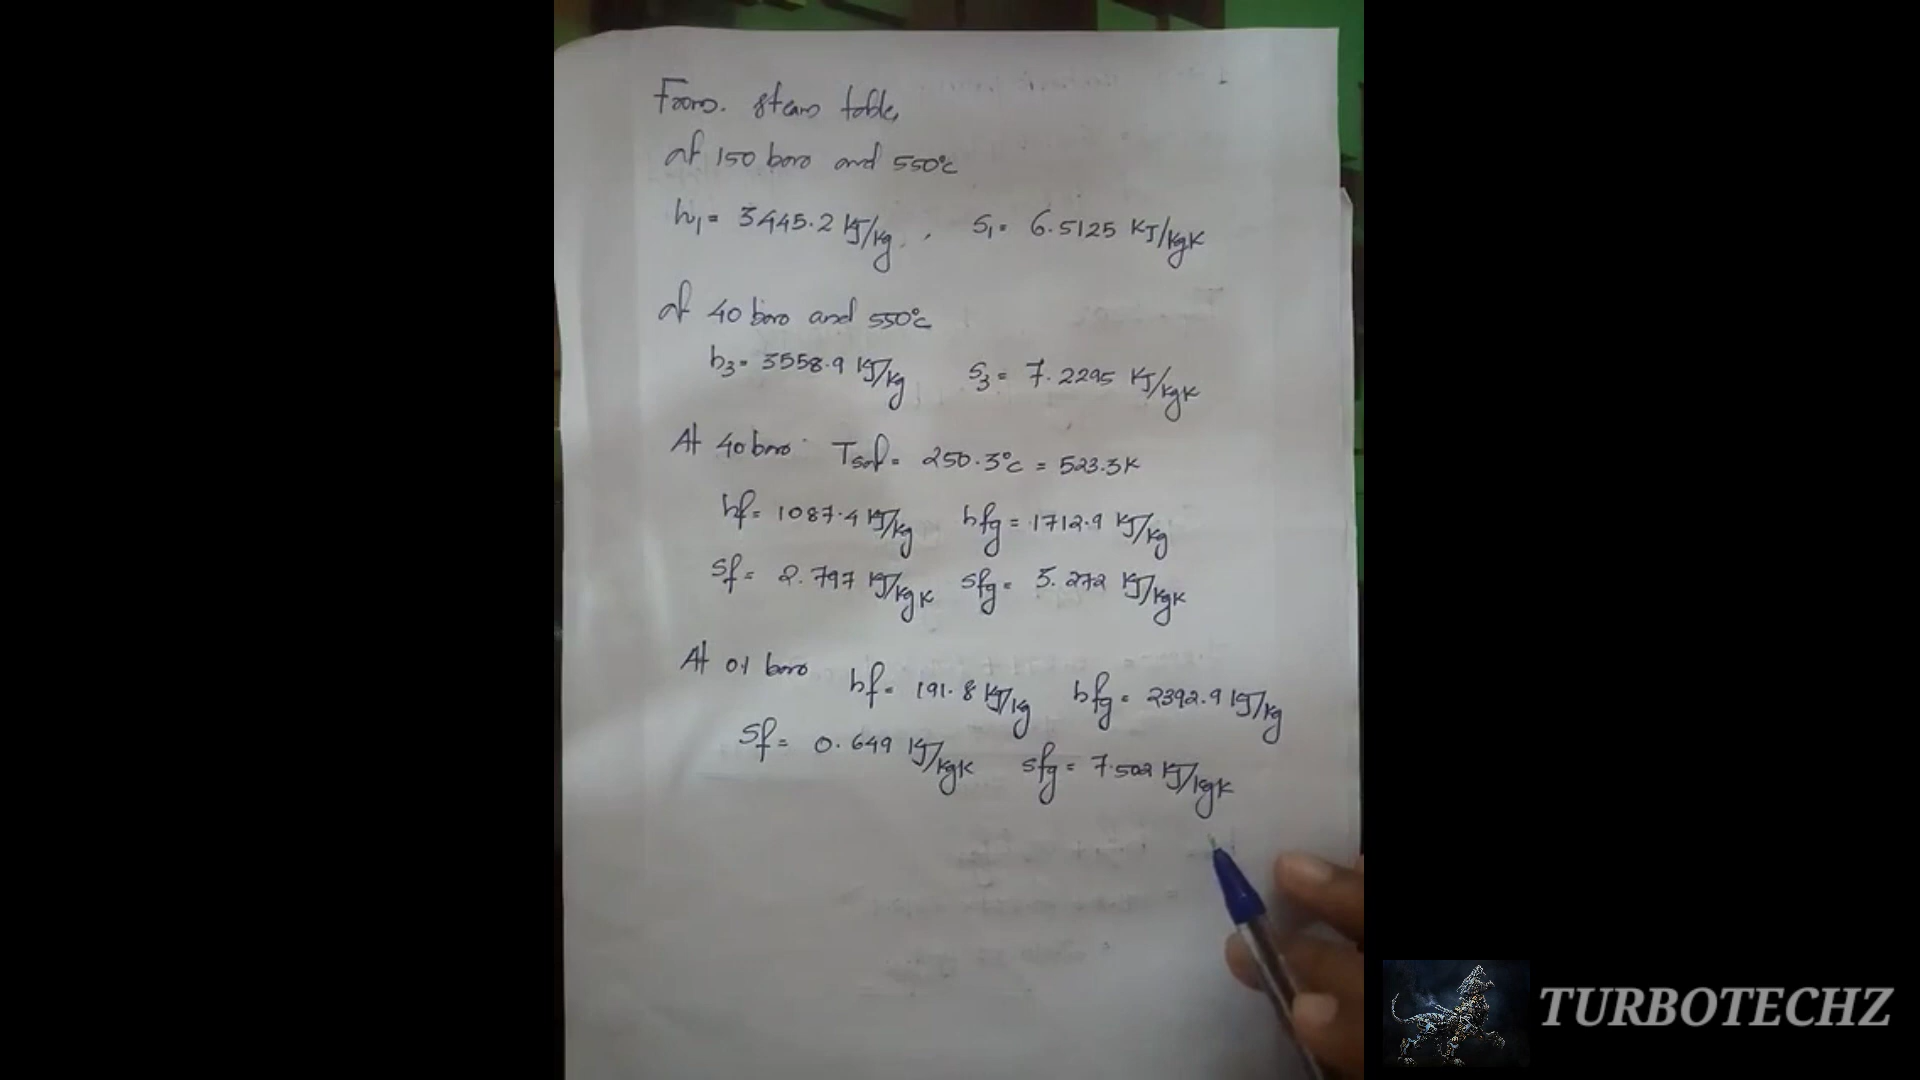 From. steam table,
at 150 bar and 550°C
h₁ = 3445.2 KJ/kg, S₁ = 6.5125 KJ/kgK
at 40 bar and 550°C
h₃ = 3558.9 KJ/kg S₃ = 7.2295 KJ/kgK
At 40 bar Tsat = 250.3°C = 523.3K
hf = 1087.4 KJ/kg hfg = 1712.9 KJ/kg
Sf = 2.797 KJ/kgK Sfg = 3.272 KJ/kgK
At 0.1 bar hf = 191.8 KJ/kg hfg = 2392.9 KJ/kg
Sf = 0.649 KJ/kgK Sfg = 7.502 KJ/kgK
TURBOTECHZ